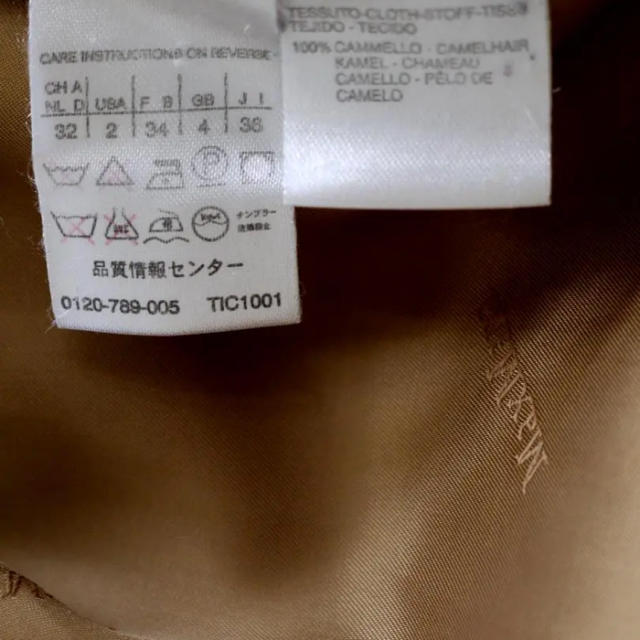 CARE INSTRUCTIONS ON REVERSE
CH A
NL D USA F B GB J I
32 2 34 4 36
タンブラー
乾燥禁止
品質情報センター
0120-789-005 TIC1001
TESSUTO-CLOTH-STOFF-TISSU
TEJIDO - TECIDO
100% CAMMELLO - CAMELHAIR
KAMEL - CHAMEAU
CAMELLO - PÊLO DE
CAMELO
MaxMara